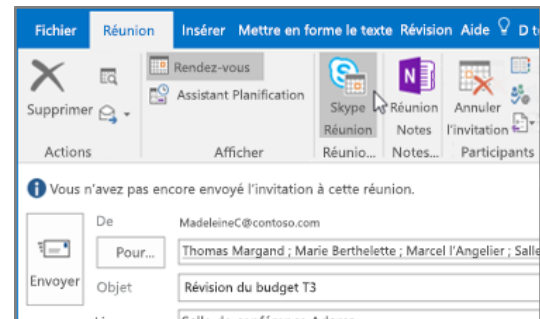 Fichier Réunion Insérer Mettre en forme le texte Révision Aide D
Rendez-vous
Assistant Planification
Supprimer
Skype Réunion Annuler
Réunion Notes l'invitation
Actions Afficher Réunio... Notes... Participants
Vous n'avez pas encore envoyé l'invitation à cette réunion.
De MadeleineC@contoso.com
Pour... Thomas Margand ; Marie Berthelette ; Marcel l'Angelier ; Salle
Envoyer
Objet Révision du budget T3